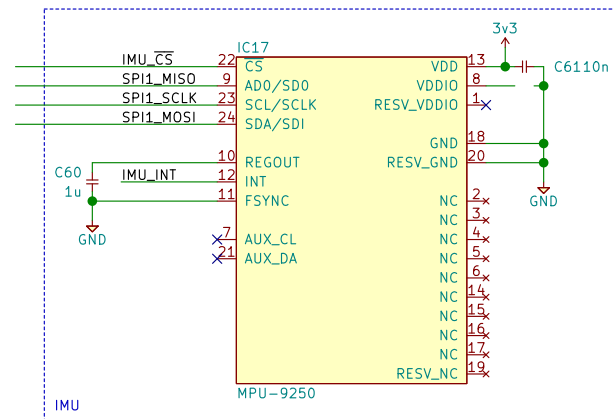 IC17
3v3
IMU_CS
22
CS
VDD
13
C6110n
SPI1_MISO
9
AD0/SD0
VDDIO
8
SPI1_SCLK
23
SCL/SCLK
RESV_VDDIO
1
SPI1_MOSI
24
SDA/SDI
GND
18
10
REGOUT
RESV_GND
20
C60
1u
IMU_INT
12
INT
11
FSYNC
NC
2
GND
NC
3
GND
7
AUX_CL
NC
4
21
AUX_DA
NC
5
NC
6
NC
14
NC
15
NC
16
NC
17
RESV_NC
19
MPU-9250
IMU